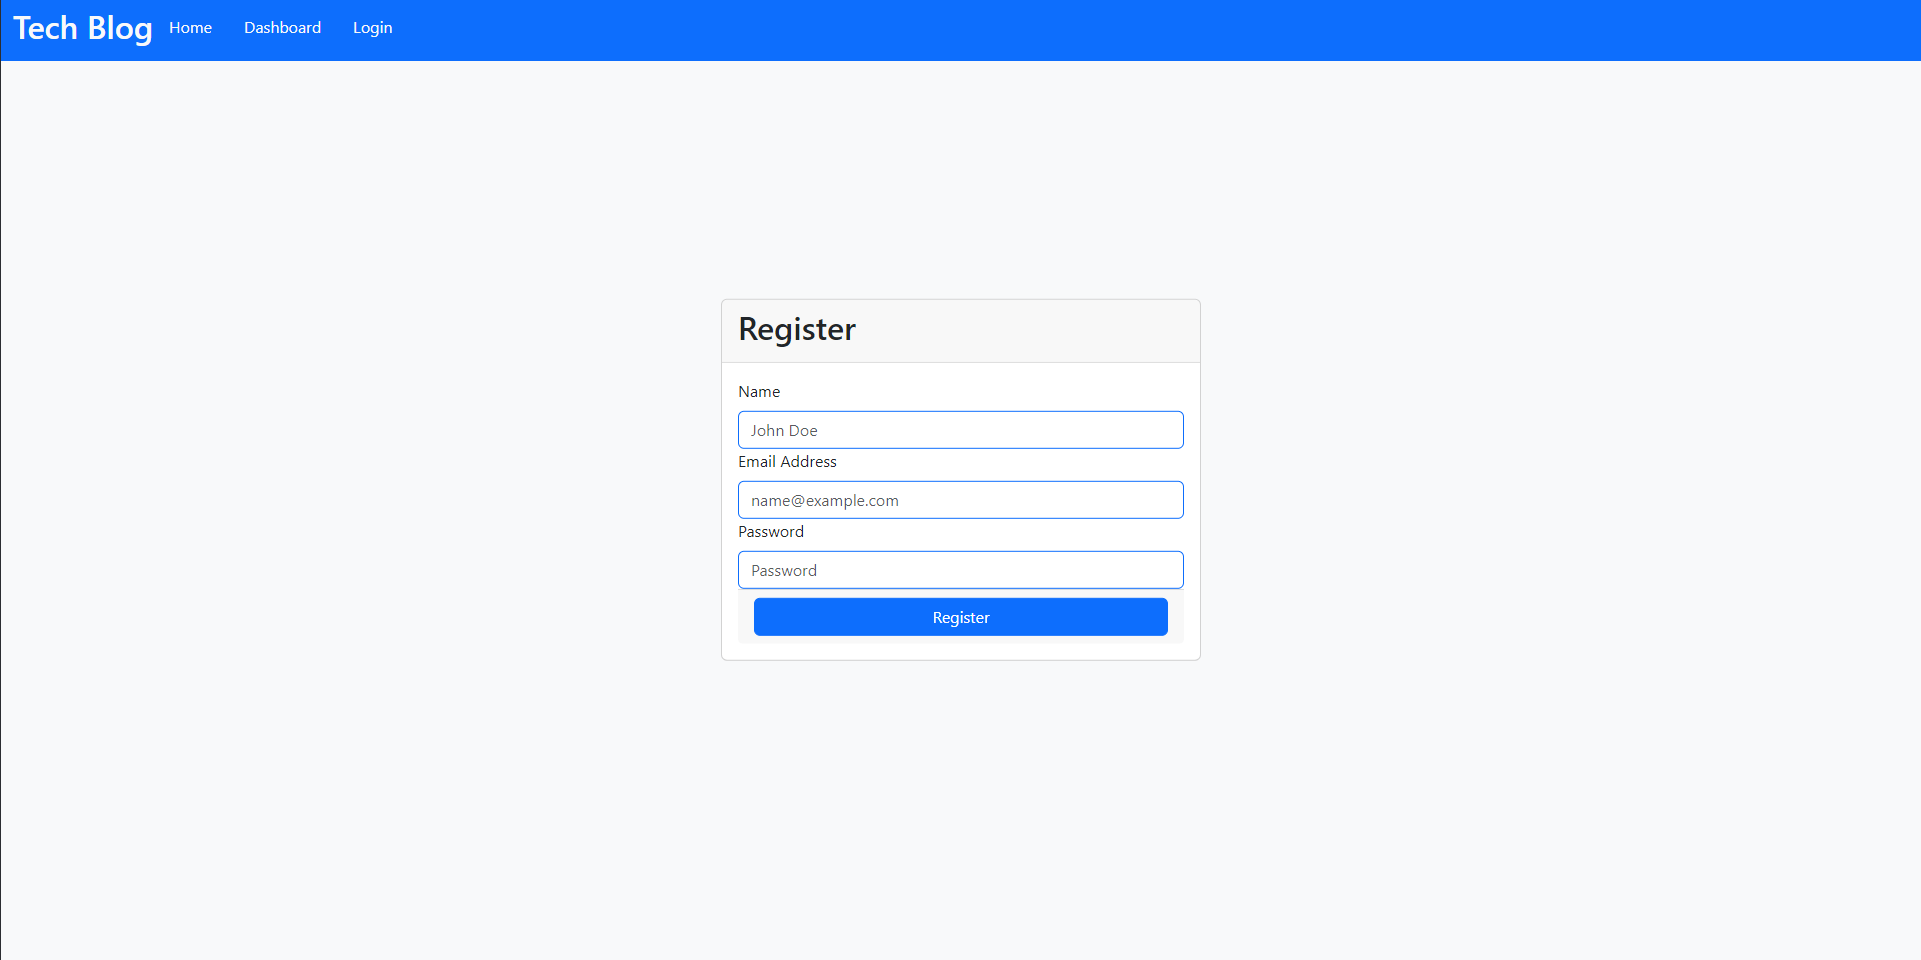 Tech Blog Home Dashboard Login
Register
Name
John Doe
Email Address
name@example.com
Password
Password
Register